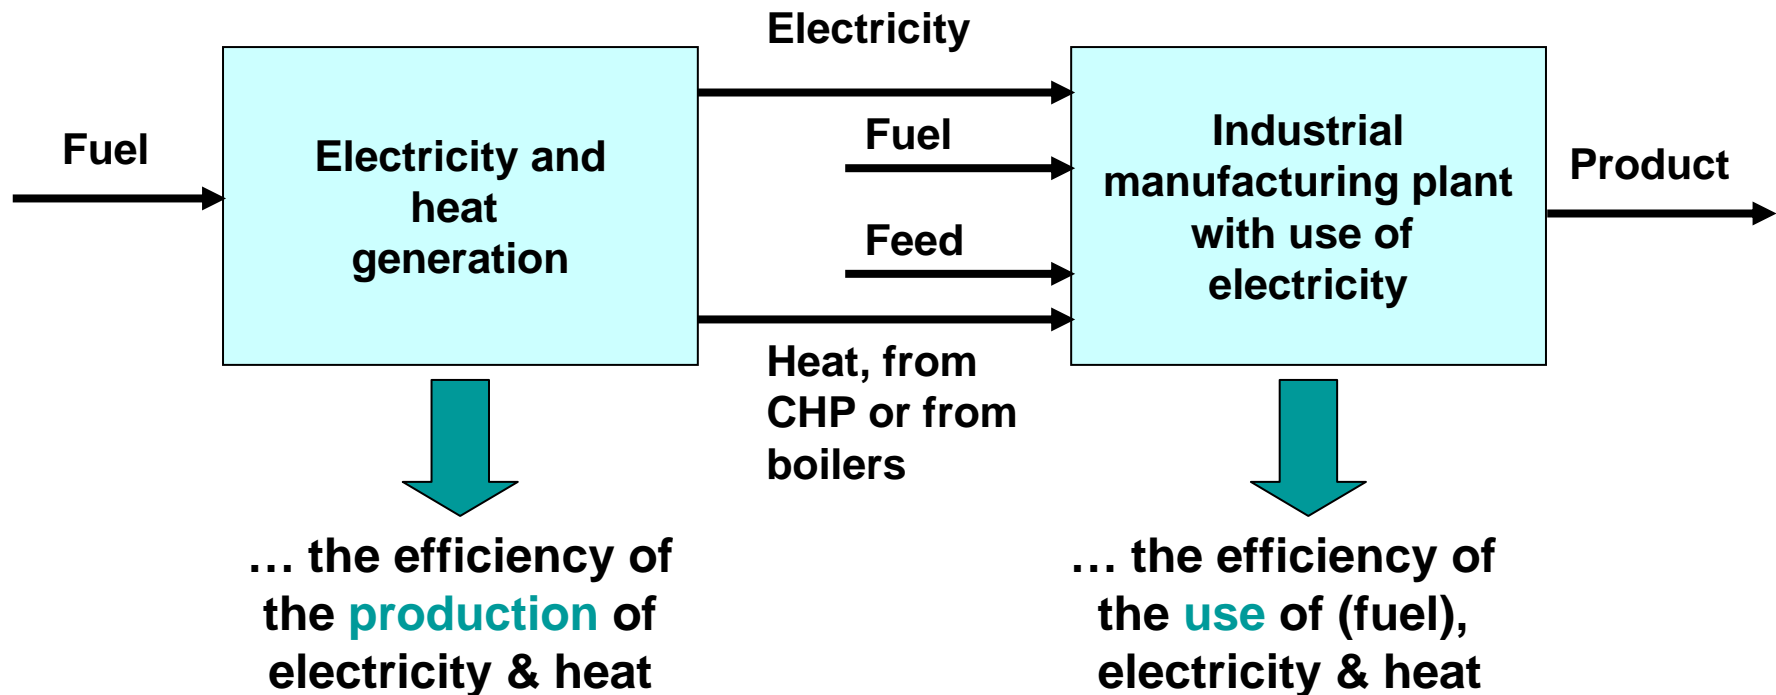 Electricity
Fuel
Electricity and
heat
generation
Fuel
Feed
Heat, from
CHP or from
boilers
Industrial
manufacturing plant
with use of
electricity
Product
… the efficiency of
the production of
electricity & heat
… the efficiency of
the use of (fuel),
electricity & heat